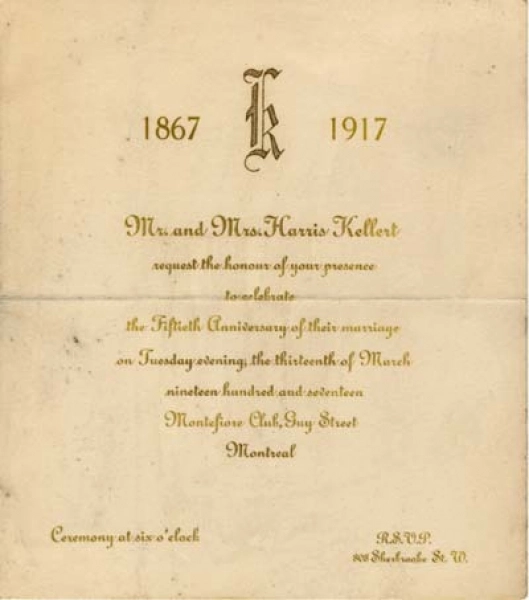 1867 k 1917
Mr. and Mrs. Harris Kellert
request the honour of your presence
to celebrate
the Fiftieth Anniversary of their marriage
on Tuesday evening, the thirteenth of March
nineteen hundred and seventeen
Montefiore Club, Guy Street
Montreal
Ceremony at six o'clock
R.S.V.P.
808 Sherbrooke St. W.